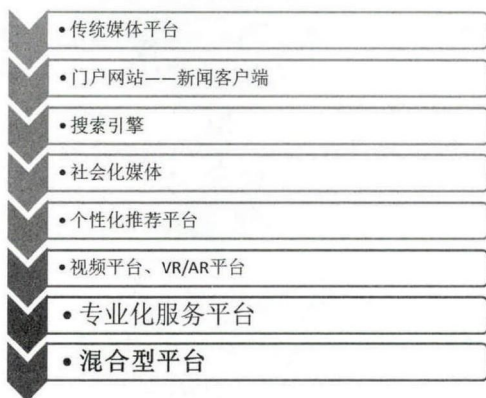 •传统媒体平台
•门户网站——新闻客户端
•搜索引擎
•社会化媒体
•个性化推荐平台
•视频平台、VR/AR平台
•专业化服务平台
•混合型平台